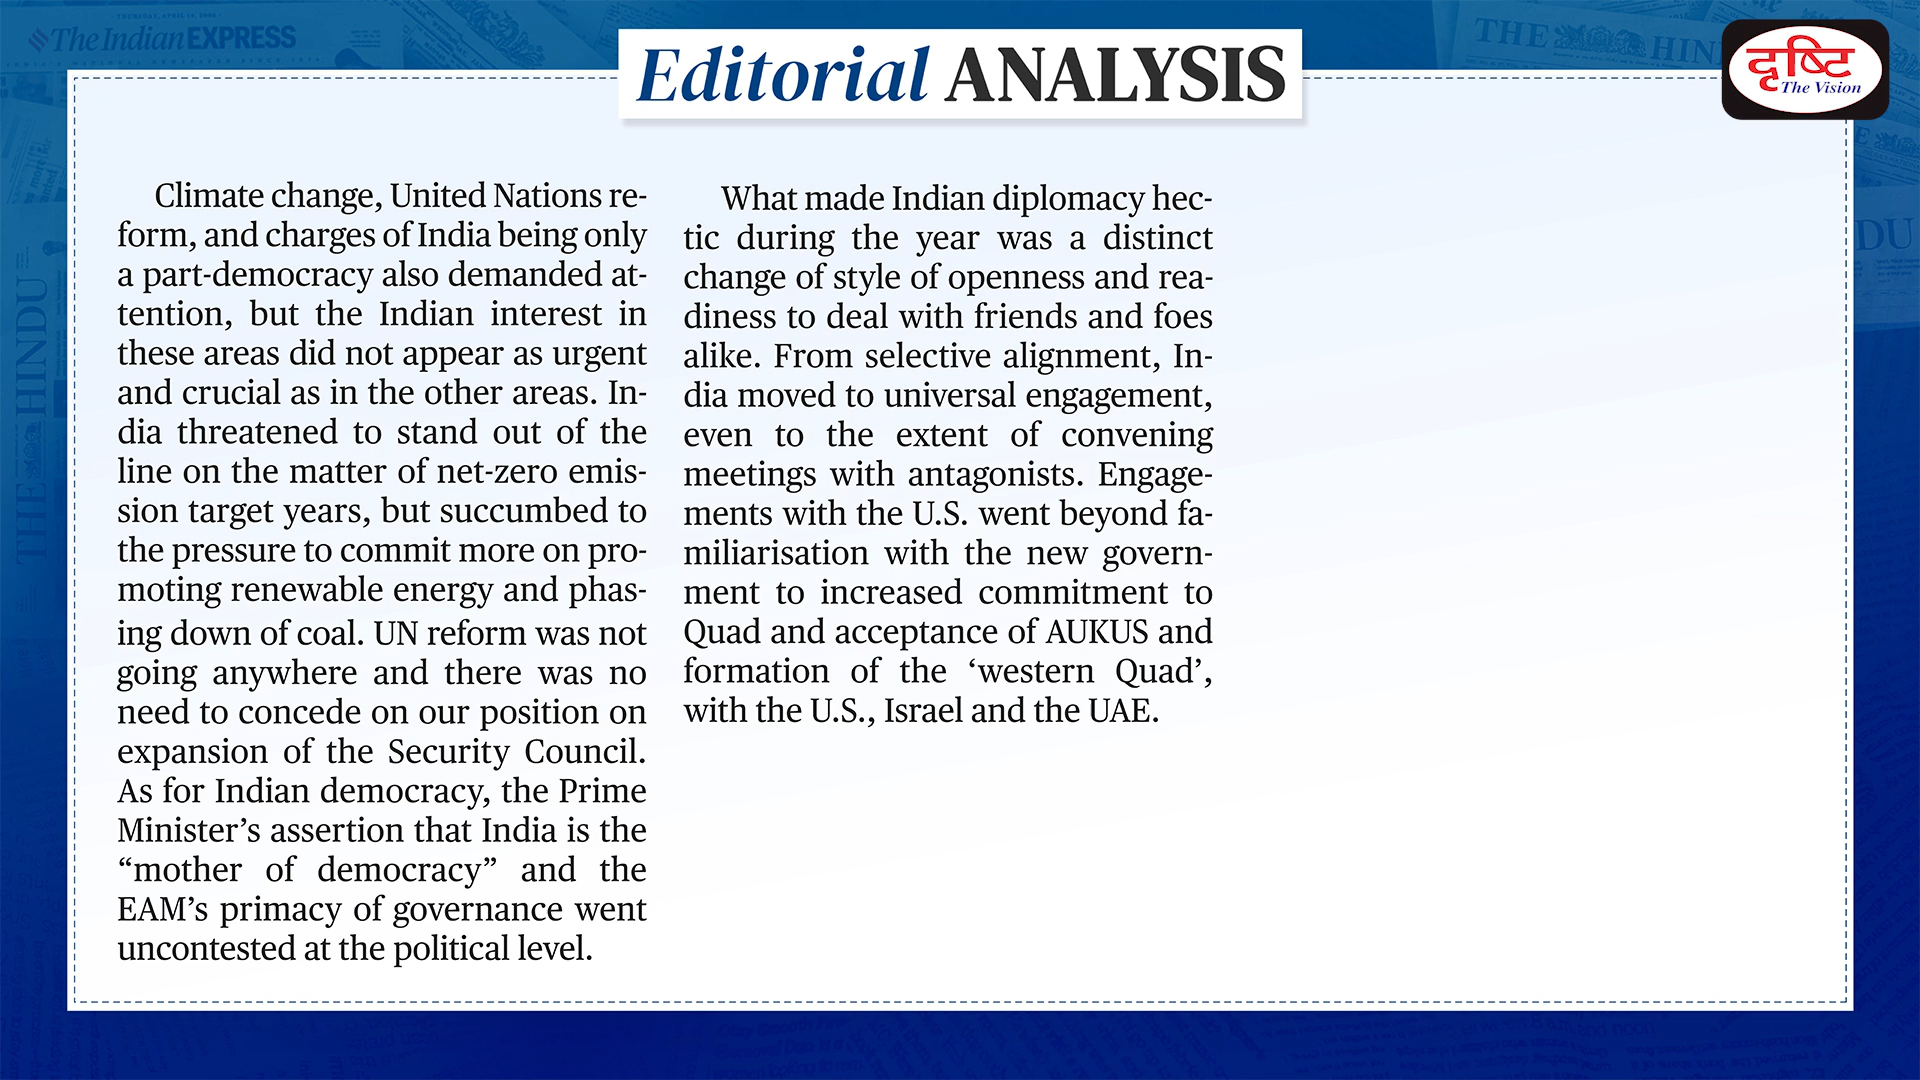 The Indian EXPRESS
Editorial ANALYSIS
THE HIN
दृष्टि
The Vision
THE HINDU
DU
Climate change, United Nations re-
form, and charges of India being only
a part-democracy also demanded at-
tention, but the Indian interest in
these areas did not appear as urgent
and crucial as in the other areas. In-
dia threatened to stand out of the
line on the matter of net-zero emis-
sion target years, but succumbed to
the pressure to commit more on pro-
moting renewable energy and phas-
ing down of coal. UN reform was not
going anywhere and there was no
need to concede on our position on
expansion of the Security Council.
As for Indian democracy, the Prime
Minister’s assertion that India is the
“mother of democracy” and the
EAM’s primacy of governance went
uncontested at the political level.
What made Indian diplomacy hec-
tic during the year was a distinct
change of style of openness and rea-
diness to deal with friends and foes
alike. From selective alignment, In-
dia moved to universal engagement,
even to the extent of convening
meetings with antagonists. Engage-
ments with the U.S. went beyond fa-
miliarisation with the new govern-
ment to increased commitment to
Quad and acceptance of AUKUS and
formation of the ‘western Quad’,
with the U.S., Israel and the UAE.